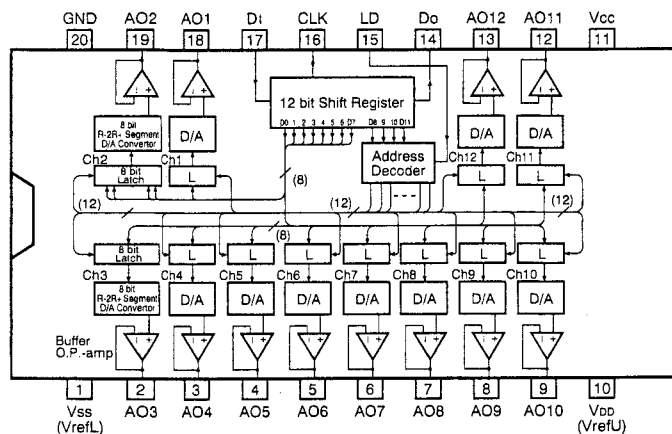 GND AO2 AO1 DI CLK LD Do AO12 AO11 Vcc
20 19 18 17 16 15 14 13 12 11
12 bit Shift Register
D0 1 2 3 4 5 6 D7 D8 9 10 D11
8 bit
R-2R+ Segment
D/A Convertor
D/A
D/A
D/A
Address
Decoder
Ch2 Ch1 Ch12 Ch11
8 bit
Latch
L
L
L
(8)
(12) (12) (12)
(8)
8 bit
Latch
L
L
L
L
L
L
L
Ch3 Ch4 Ch5 Ch6 Ch7 Ch8 Ch9 Ch10
8 bit
R-2R+ Segment
D/A Convertor
D/A
D/A
D/A
D/A
D/A
D/A
D/A
Buffer
O.P.-amp
1 2 3 4 5 6 7 8 9 10
Vss AO3 AO4 AO5 AO6 AO7 AO8 AO9 AO10 VDD
(VrefL) (VrefU)